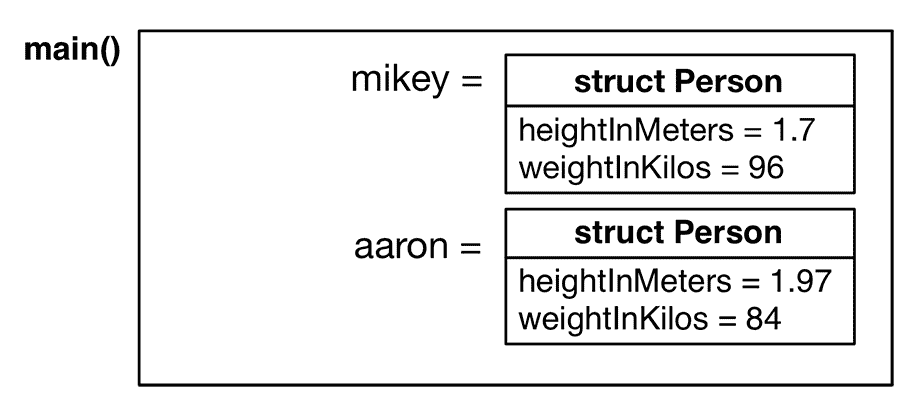 main()
mikey =
struct Person
heightInMeters = 1.7
weightInKilos = 96
aaron =
struct Person
heightInMeters = 1.97
weightInKilos = 84